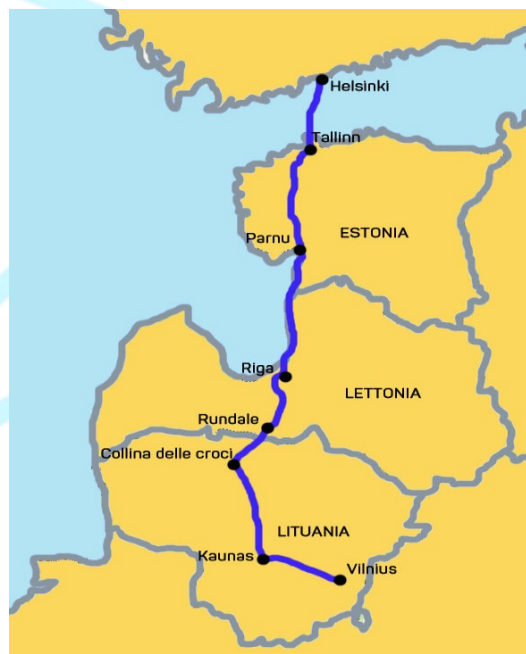 Helsinki
Tallinn
Parnu
ESTONIA
Riga
LETTONIA
Rundale
Collina delle croci
LITUANIA
Kaunas
Vilnius